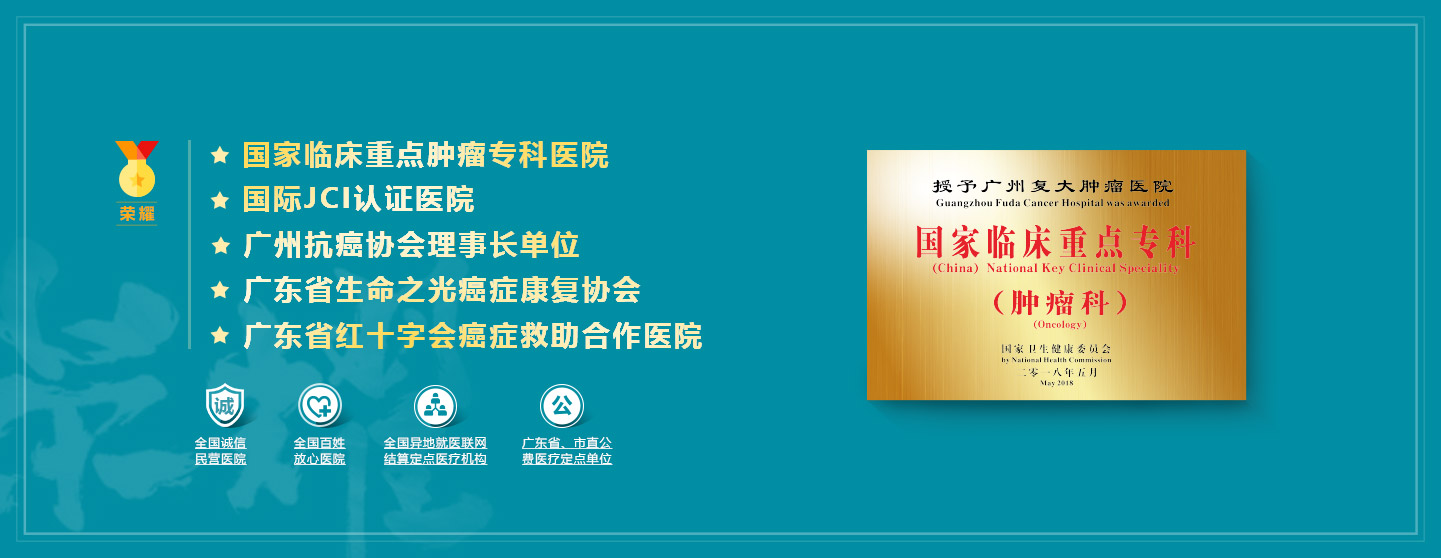 荣耀
国家临床重点肿瘤专科医院
国际JCI认证医院
广州抗癌协会理事长单位
广东省生命之光癌症康复协会
广东省红十字会癌症救助合作医院
诚
全国诚信
民营医院
全国百姓
放心医院
全国异地就医联网
结算定点医疗机构
公
广东省、市直公
费医疗定点单位
授予广州复大肿瘤医院
Guangzhou Fuda Cancer Hospital was awarded
国家临床重点专科
(China) National Key Clinical Speciality
(肿瘤科)
(Oncology)
国家卫生健康委员会
by National Health Commission
二零一八年五月
May 2018